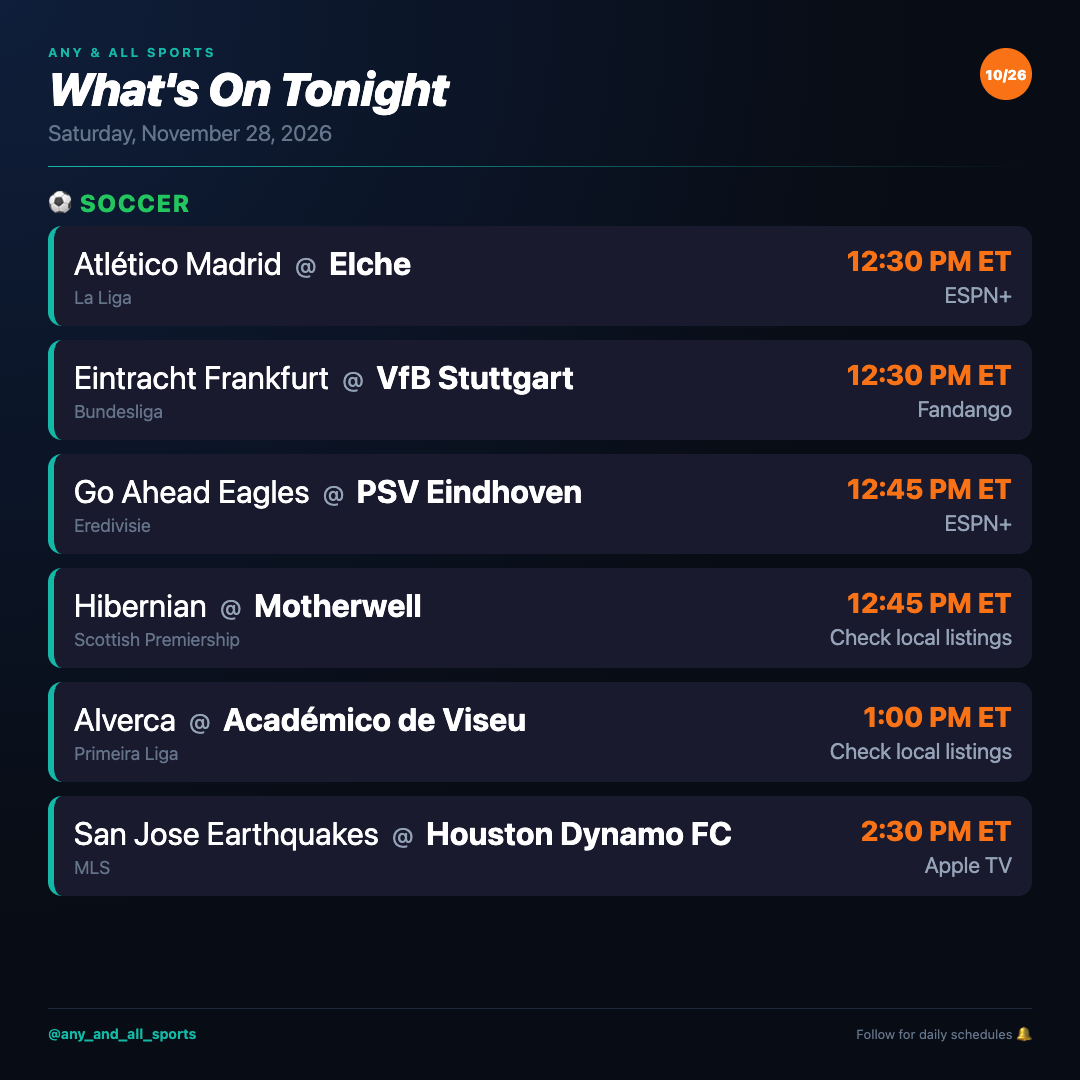 ANY & ALL SPORTS
What's On Tonight
10/26
Saturday, November 28, 2026
⚽ SOCCER
Atlético Madrid @ Elche
12:30 PM ET
La Liga
ESPN+
Eintracht Frankfurt @ VfB Stuttgart
12:30 PM ET
Bundesliga
Fandango
Go Ahead Eagles @ PSV Eindhoven
12:45 PM ET
Eredivisie
ESPN+
Hibernian @ Motherwell
12:45 PM ET
Scottish Premiership
Check local listings
Alverca @ Académico de Viseu
1:00 PM ET
Primeira Liga
Check local listings
San Jose Earthquakes @ Houston Dynamo FC
2:30 PM ET
MLS
Apple TV
@any_and_all_sports
Follow for daily schedules 🔔